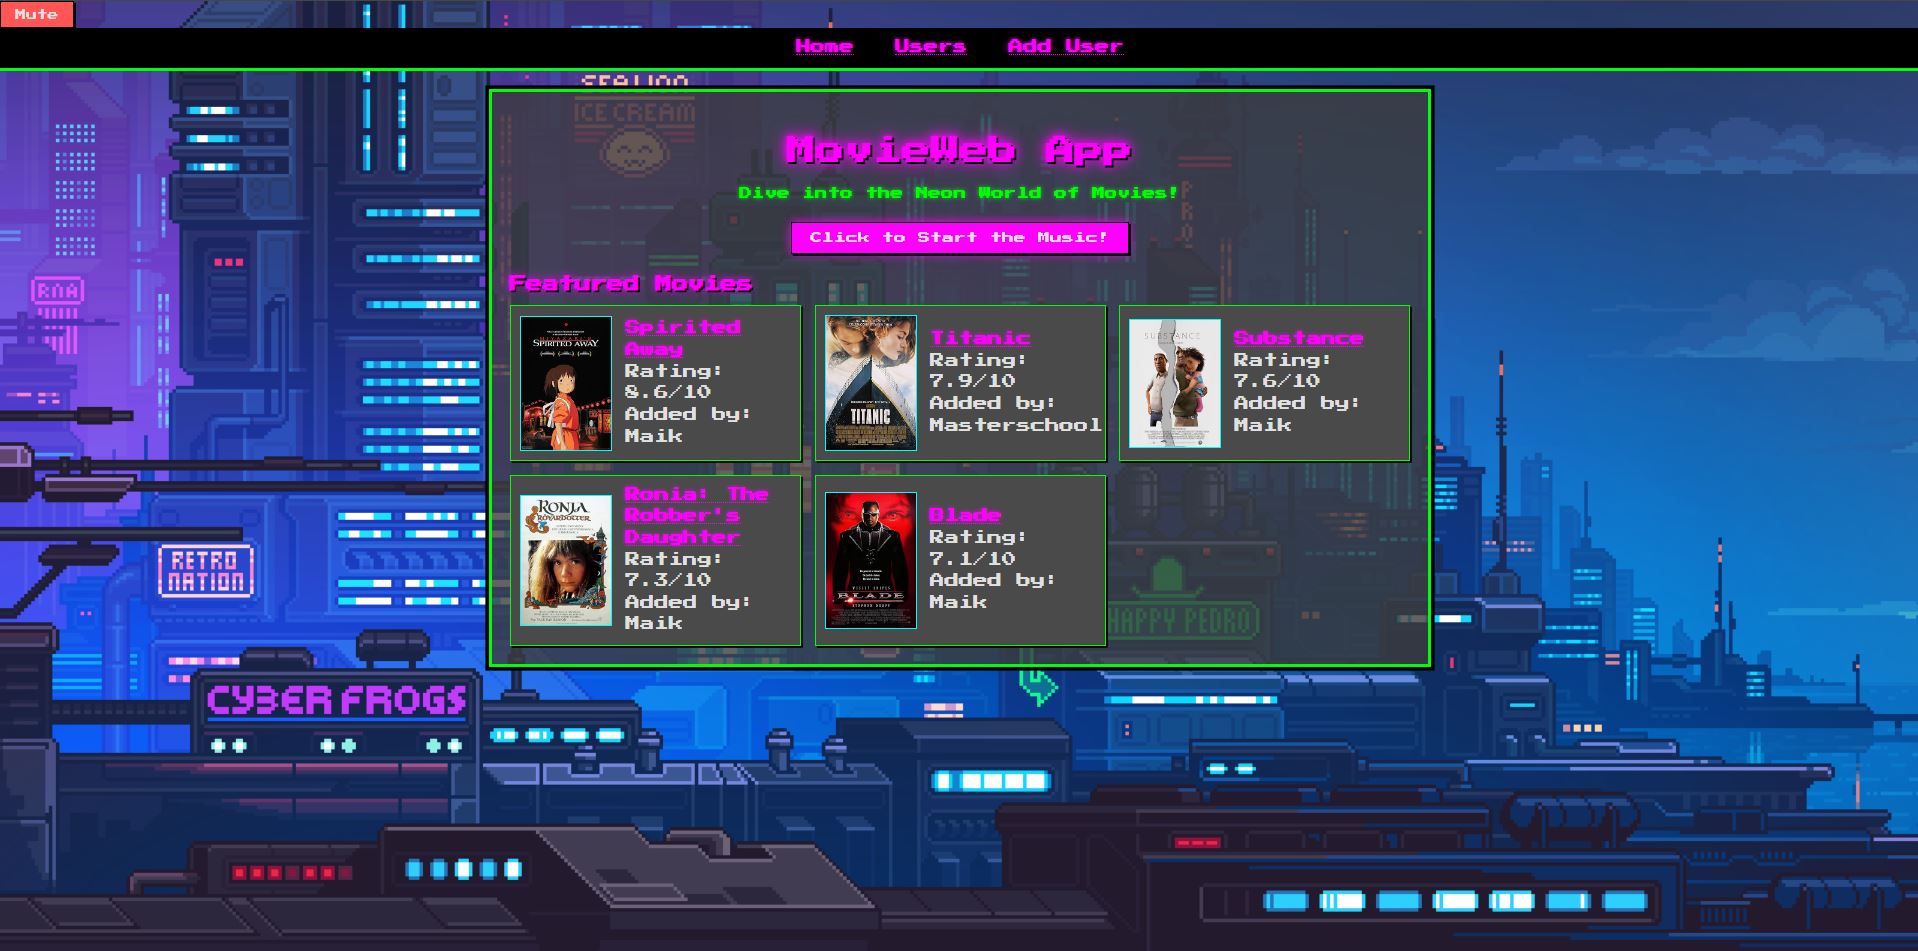 Mute
Home Users Add User
ICE CREAM
MovieWeb App
Dive into the Neon World of Movies!
Click to Start the Music!
Featured Movies
SPIRITED AWAY
Spirited
Away
Rating:
8.6/10
Added by:
Maik
TITANIC
Titanic
Rating:
7.9/10
Added by:
Masterschool
SUBSTANCE
Substance
Rating:
7.6/10
Added by:
Maik
RONJA
RÖVARDOTTER
Ronia: The
Robber's
Daughter
Rating:
7.3/10
Added by:
Maik
BLADE
Blade
Rating:
7.1/10
Added by:
Maik
RNA
RETRO
NATION
HAPPY PEDRO
CYBER FROGS